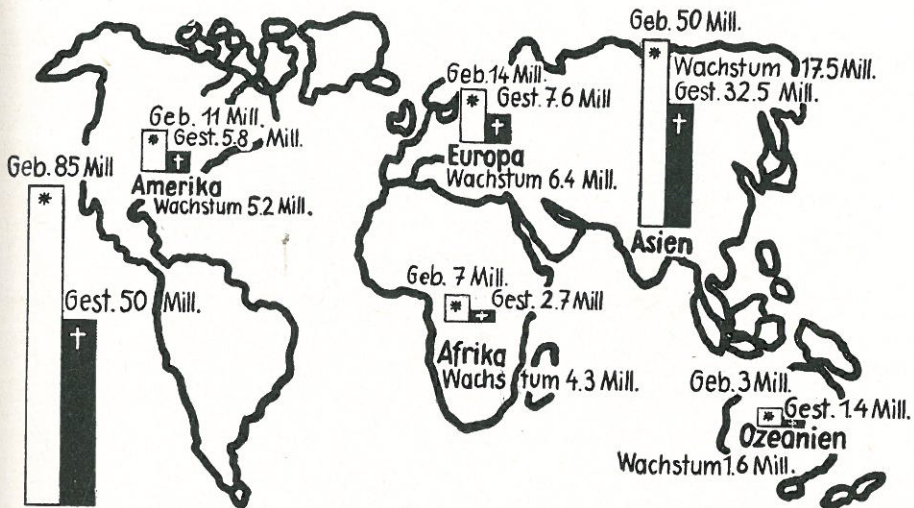 Geb. 50 Mill.
Wachstum 17.5 Mill.
Gest. 32.5 Mill.
Asien
Geb. 14 Mill.
Gest. 7.6 Mill
Europa
Wachstum 6.4 Mill.
Geb. 11 Mill.
Gest. 5.8 Mill.
Amerika
Wachstum 5.2 Mill.
Geb. 85 Mill
Gest. 50 Mill.
Geb. 7 Mill.
Gest. 2.7 Mill
Afrika
Wachstum 4.3 Mill.
Geb. 3 Mill.
Gest. 1.4 Mill.
Ozeanien
Wachstum 1.6 Mill.